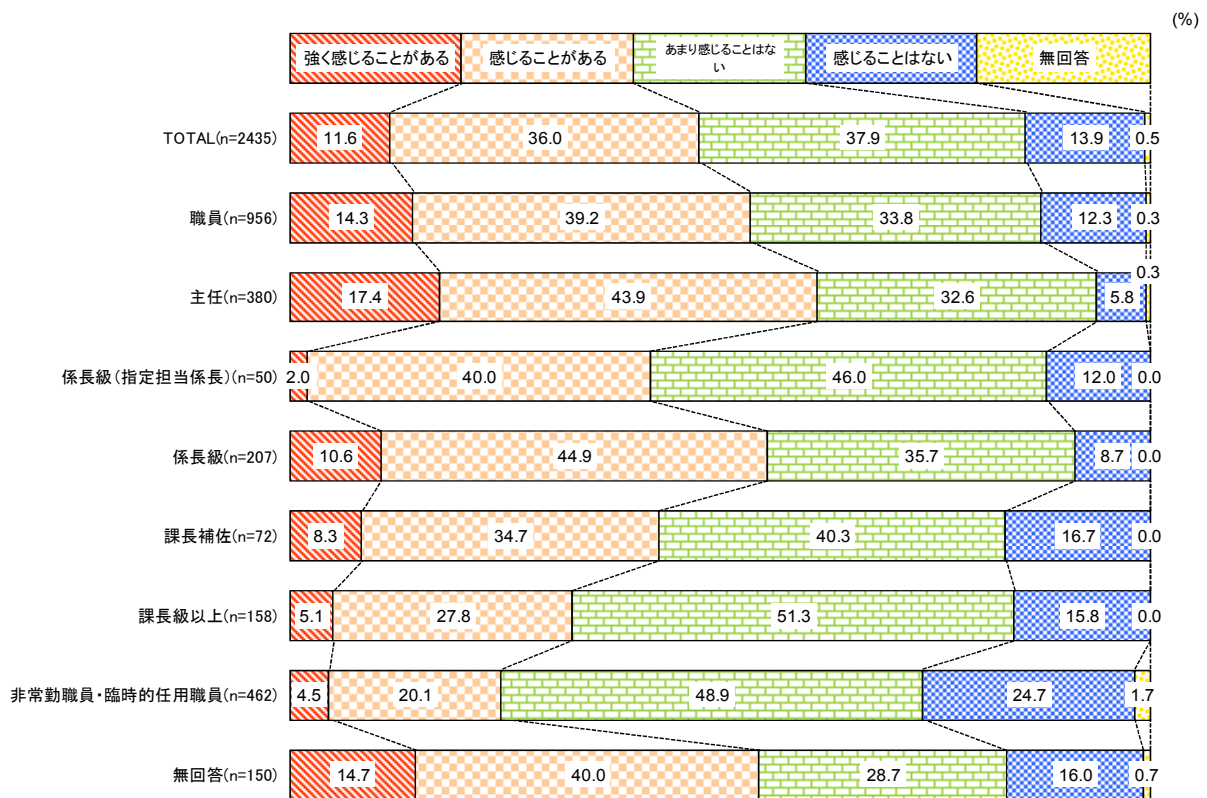 (%)
強く感じることがある 感じることがある あまり感じることはな
い 感じることはない 無回答
TOTAL(n=2435) 11.6 36.0 37.9 13.9 0.5
職員(n=956) 14.3 39.2 33.8 12.3 0.3
主任(n=380) 17.4 43.9 32.6 5.8 0.3
係長級(指定担当係長)(n=50) 2.0 40.0 46.0 12.0 0.0
係長級(n=207) 10.6 44.9 35.7 8.7 0.0
課長補佐(n=72) 8.3 34.7 40.3 16.7 0.0
課長級以上(n=158) 5.1 27.8 51.3 15.8 0.0
非常勤職員・臨時的任用職員(n=462) 4.5 20.1 48.9 24.7 1.7
無回答(n=150) 14.7 40.0 28.7 16.0 0.7